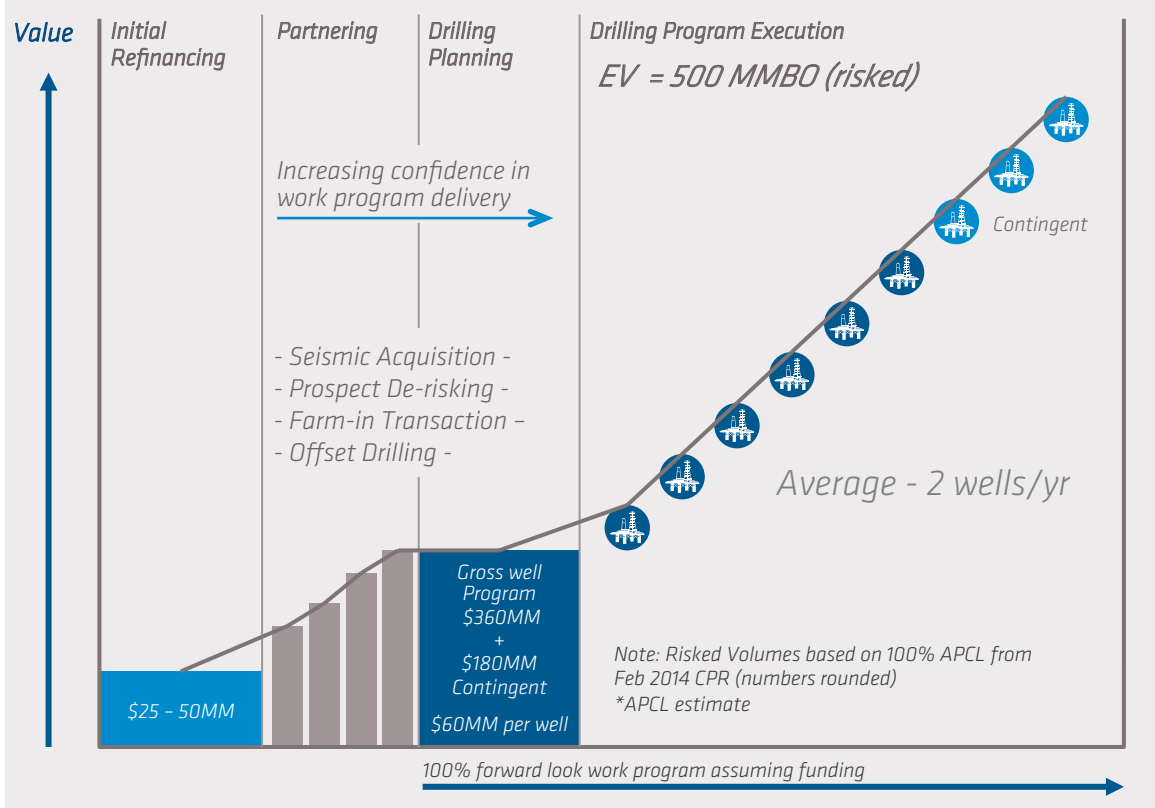 Value
Initial
Refinancing
Partnering
Drilling
Planning
Drilling Program Execution
EV = 500 MMBO (risked)
Increasing confidence in
work program delivery
Contingent
- Seismic Acquisition -
- Prospect De-risking -
- Farm-in Transaction –
- Offset Drilling -
Average - 2 wells/yr
$25 – 50MM
Gross well
Program
$360MM
+
$180MM
Contingent
$60MM per well
Note: Risked Volumes based on 100% APCL from
Feb 2014 CPR (numbers rounded)
*APCL estimate
100% forward look work program assuming funding